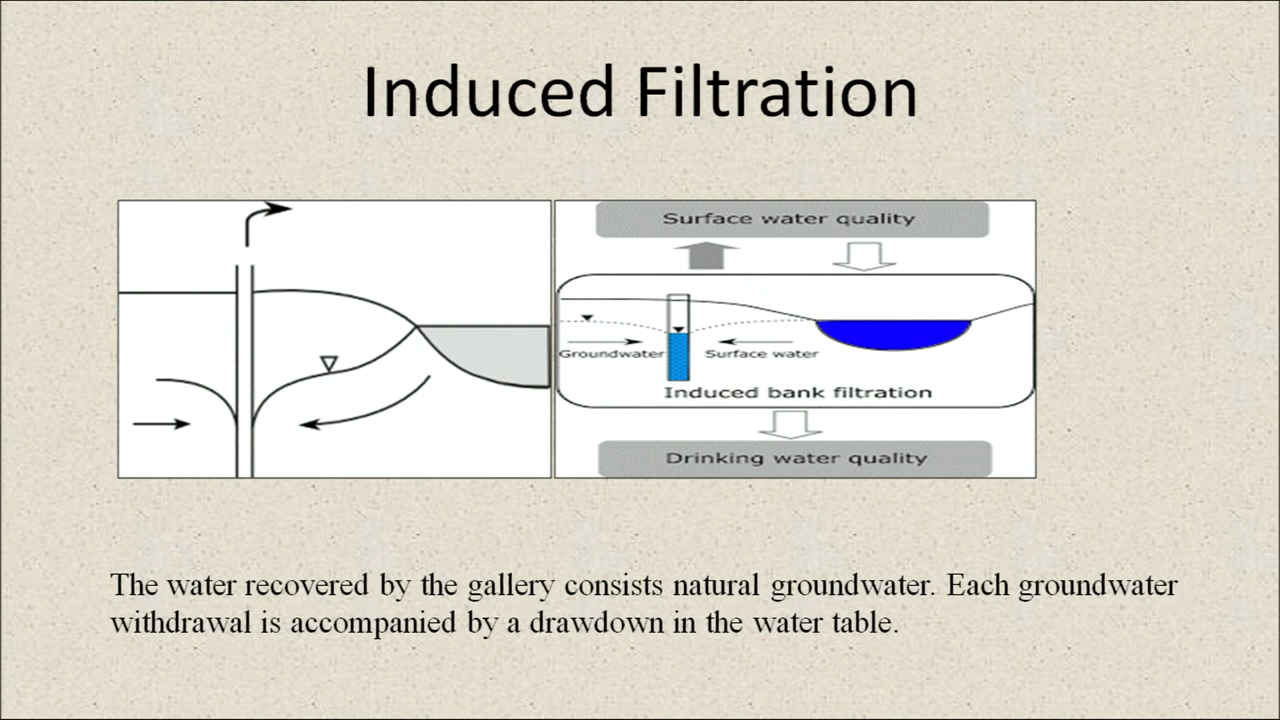 Induced Filtration
Surface water quality
Groundwater
Surface water
Induced bank filtration
Drinking water quality
The water recovered by the gallery consists natural groundwater. Each groundwater
withdrawal is accompanied by a drawdown in the water table.